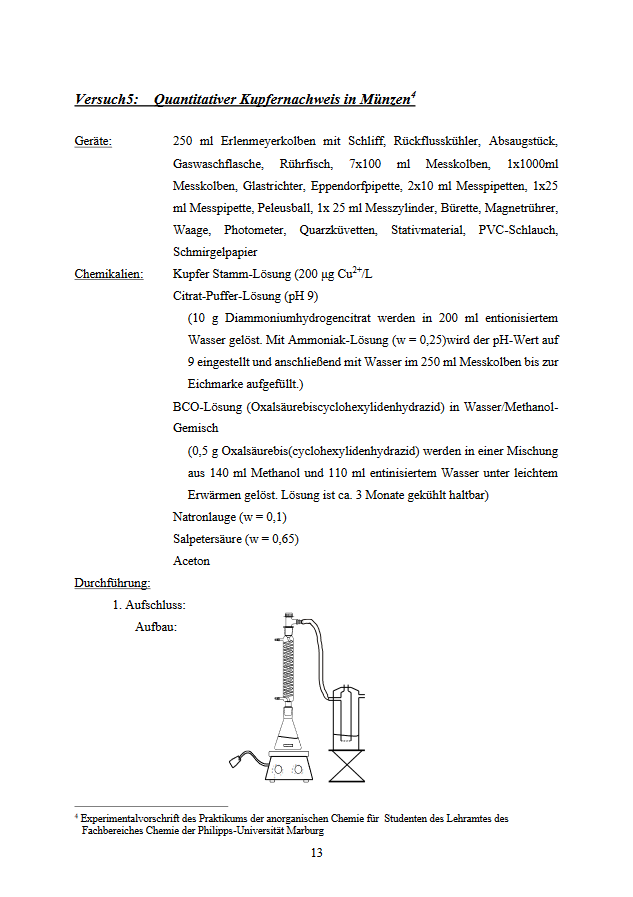 Versuch5: Quantitativer Kupfernachweis in Münzen4
Geräte: 250 ml Erlenmeyerkolben mit Schliff, Rückflusskühler, Absaugstück,
Gaswaschflasche, Rührfisch, 7x100 ml Messkolben, 1x1000ml
Messkolben, Glastrichter, Eppendorfpipette, 2x10 ml Messpipetten, 1x25
ml Messpipette, Peleusball, 1x 25 ml Messzylinder, Bürette, Magnetrührer,
Waage, Photometer, Quarzküvetten, Stativmaterial, PVC-Schlauch,
Schmirgelpapier
Chemikalien: Kupfer Stamm-Lösung (200 µg Cu2+/L
Citrat-Puffer-Lösung (pH 9)
(10 g Diammoniumhydrogencitrat werden in 200 ml entionisiertem
Wasser gelöst. Mit Ammoniak-Lösung (w = 0,25)wird der pH-Wert auf
9 eingestellt und anschließend mit Wasser im 250 ml Messkolben bis zur
Eichmarke aufgefüllt.)
BCO-Lösung (Oxalsäurebiscyclohexylidenhydrazid) in Wasser/Methanol-
Gemisch
(0,5 g Oxalsäurebis(cyclohexylidenhydrazid) werden in einer Mischung
aus 140 ml Methanol und 110 ml entinisiertem Wasser unter leichtem
Erwärmen gelöst. Lösung ist ca. 3 Monate gekühlt haltbar)
Natronlauge (w = 0,1)
Salpetersäure (w = 0,65)
Aceton
Durchführung:
1. Aufschluss:
Aufbau:
4 Experimentalvorschrift des Praktikums der anorganischen Chemie für Studenten des Lehramtes des
Fachbereiches Chemie der Philipps-Universität Marburg
13